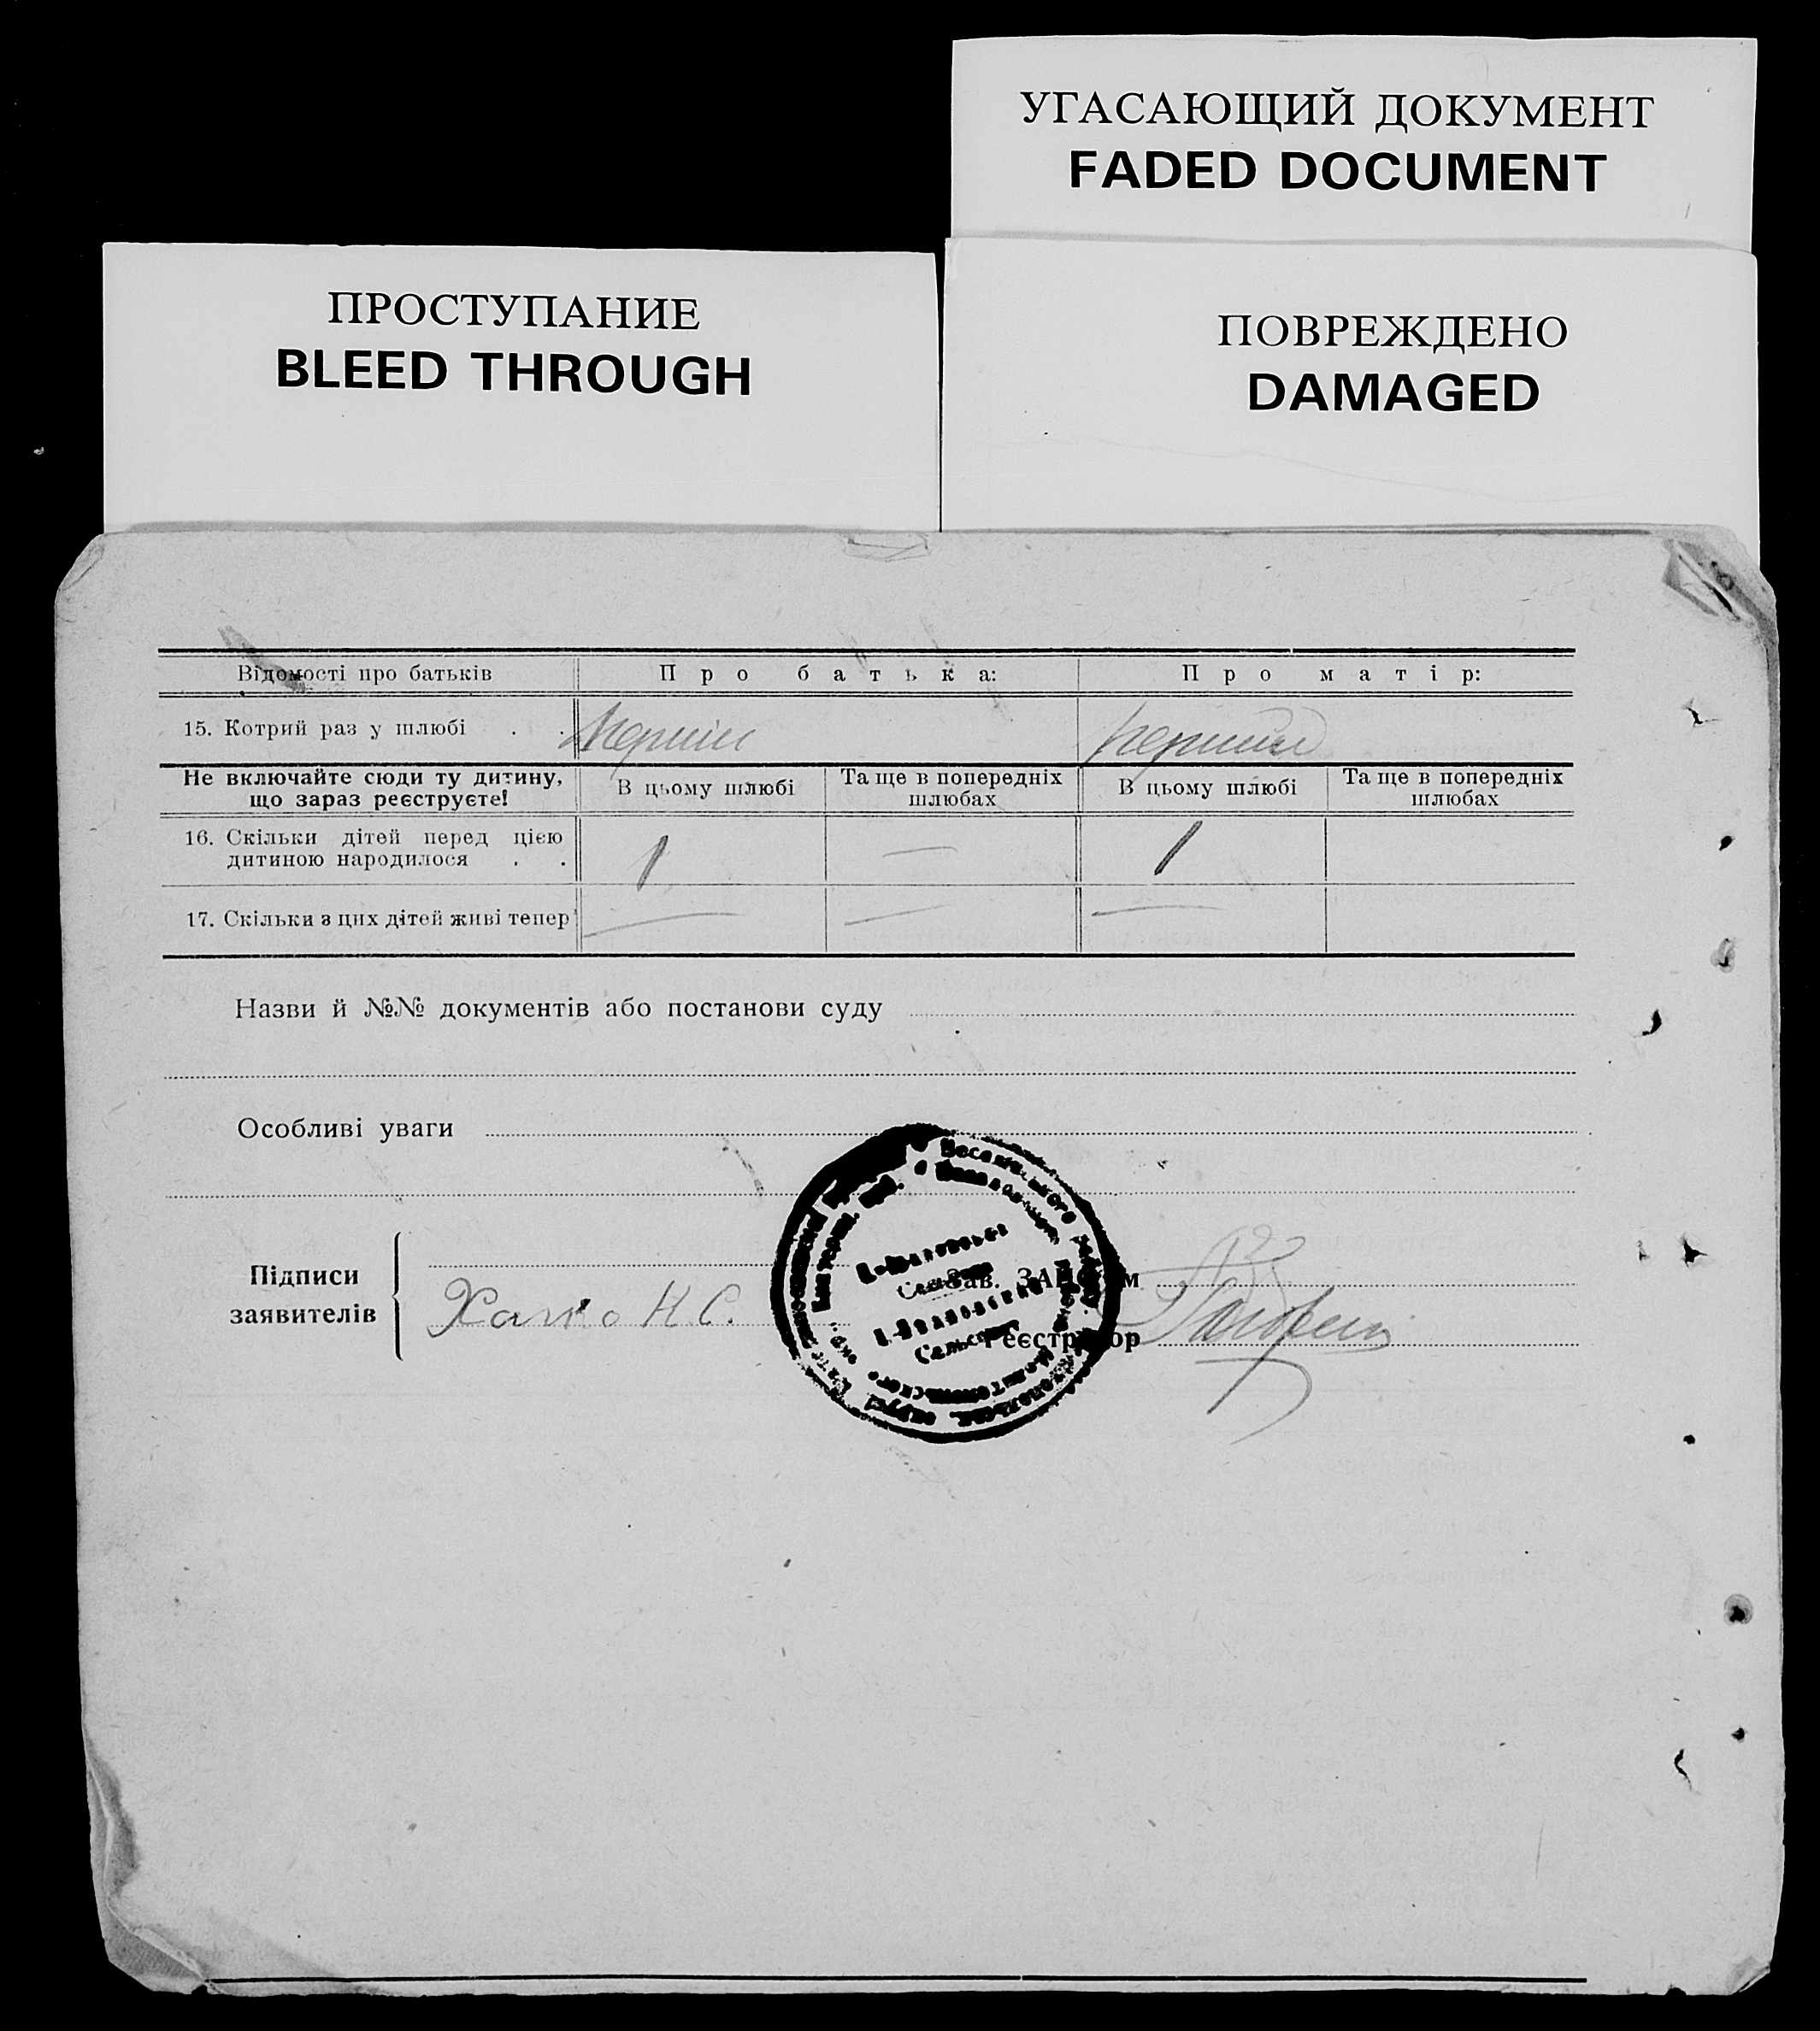 УГАСАЮЩИЙ ДОКУМЕНТ
FADED DOCUMENT
ПРОСТУПАНИЕ
BLEED THROUGH
ПОВРЕЖДЕНО
DAMAGED
Відомості про батьків Про батька: Про матір:
15. Котрий раз у шлюбі . . первий первий
Не включайте сюди ту дитину, що зараз реєструєте! В цьому шлюбі Та ще в попередніх шлюбах В цьому шлюбі Та ще в попередніх шлюбах
16. Скільки дітей перед цією
дитиною народилося . . 1 — 1
17. Скільки з цих дітей живі тепер — — —
Назви й №№ документів або постанови суду
Особливі уваги
Підписи
заявителів
Халко Н С.
Зав. ЗАГСом
Реєстратор